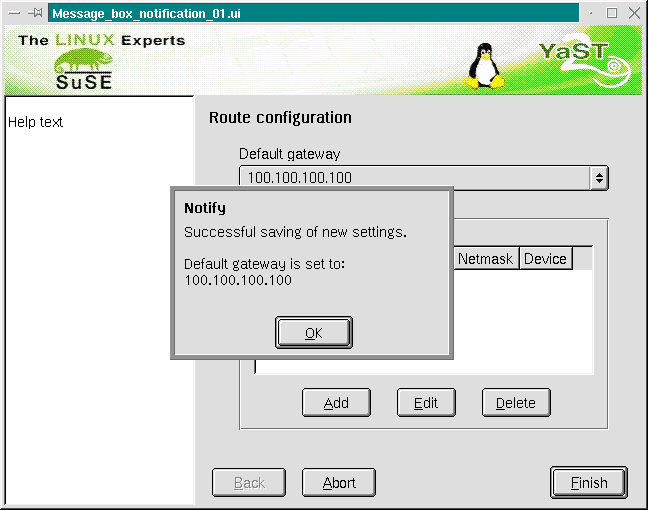 Message_box_notification_01.ui
The LINUX Experts
SuSE
YaST
2
Help text
Route configuration
Default gateway
100.100.100.100
Notify
Successful saving of new settings.
Default gateway is set to:
100.100.100.100
OK
Netmask Device
Add Edit Delete
Back Abort Finish